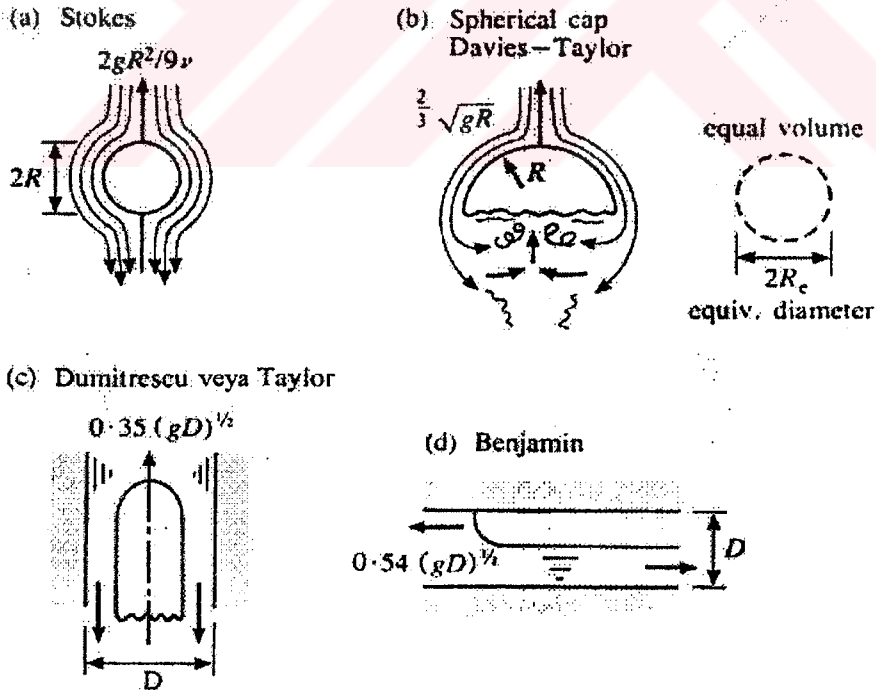 (a) Stokes
2gR²/9ν
2R
(b) Spherical cap
Davies—Taylor
2/3 √gR
R
equal volume
2Rₑ
equiv. diameter
(c) Dumitrescu veya Taylor
0·35 (gD)^½
D
(d) Benjamin
0·54 (gD)^½
D